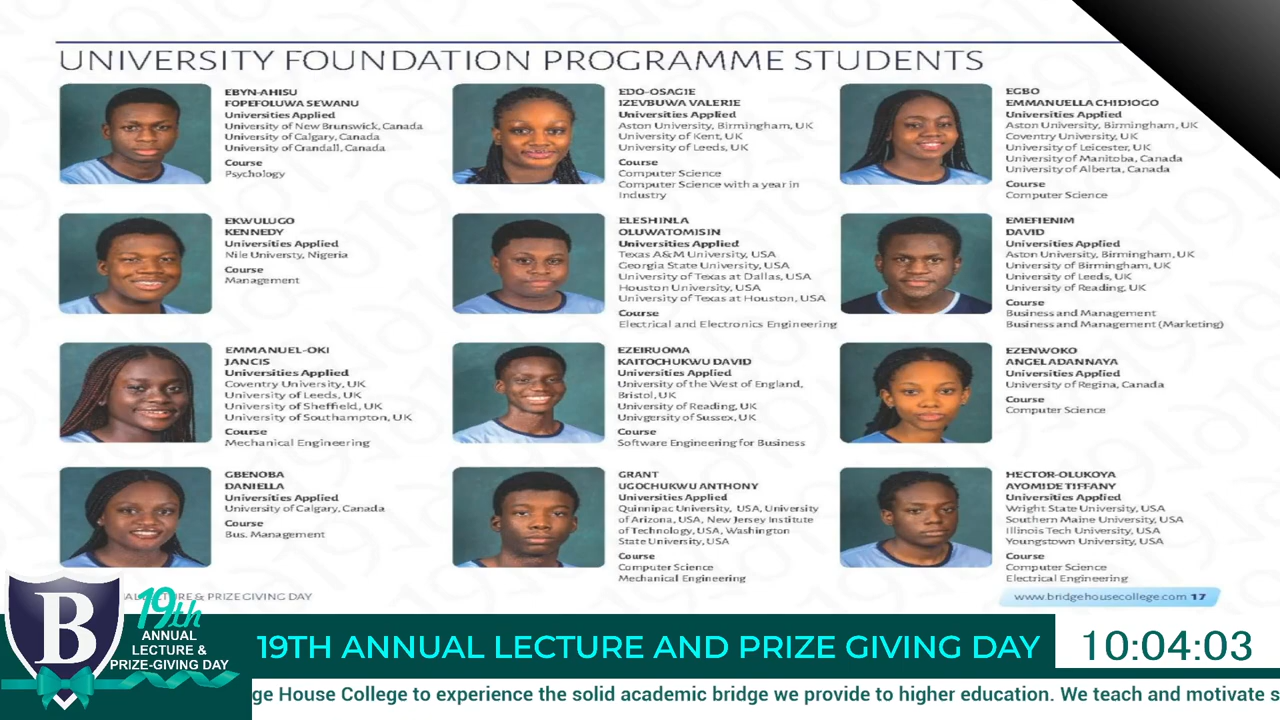 UNIVERSITY FOUNDATION PROGRAMME STUDENTS
EBYN-AHISU
FOPEFOLUWA SEWANU
Universities Applied
University of New Brunswick, Canada
University of Calgary, Canada
University of Crandall, Canada
Course
Psychology
EDO-OSAGIE
IZEVBUWA VALERIE
Universities Applied
Aston University, Birmingham, UK
University of Kent, UK
University of Leeds, UK
Course
Computer Science
Computer Science with a year in
Industry
EGBO
EMMANUELLA CHIDIOGO
Universities Applied
Aston University, Birmingham, UK
Coventry University, UK
University of Leicester, UK
University of Manitoba, Canada
University of Alberta, Canada
Course
Computer Science
EKWULUGO
KENNEDY
Universities Applied
Nile Universty, Nigeria
Course
Management
ELESHINLA
OLUWATOMISIN
Universities Applied
Texas A&M University, USA
Georgia State University, USA
University of Texas at Dallas, USA
Houston University, USA
University of Texas at Houston, USA
Course
Electrical and Electronics Engineering
EMEFIENIM
DAVID
Universities Applied
Aston University, Birmingham, UK
University of Birmingham, UK
University of Leeds, UK
University of Reading, UK
Course
Business and Management
Business and Management (Marketing)
EMMANUEL-OKI
JANCIS
Universities Applied
Coventry University, UK
University of Leeds, UK
University of Sheffield, UK
University of Southampton, UK
Course
Mechanical Engineering
EZEIRUOMA
KAITOCHUKWU DAVID
Universities Applied
University of the West of England,
Bristol, UK
University of Reading, UK
Univgersity of Sussex, UK
Course
Software Engineering for Business
EZENWOKO
ANGEL ADANNAYA
Universities Applied
University of Regina, Canada
Course
Computer Science
GBENOBA
DANIELLA
Universities Applied
University of Calgary, Canada
Course
Bus. Management
GRANT
UGOCHUKWU ANTHONY
Universities Applied
Quinnipac University, USA, University
of Arizona, USA, New Jersey Institute
of Technology, USA, Washington
State University, USA
Course
Computer Science
Mechanical Engineering
HECTOR-OLUKOYA
AYOMIDE TIFFANY
Universities Applied
Wright State University, USA
Southern Maine University, USA
Illinois Tech University, USA
Youngstown University, USA
Course
Computer Science
Electrical Engineering
& PRIZE GIVING DAY
www.bridgehousecollege.com 17
B
19th
ANNUAL
LECTURE &
PRIZE-GIVING DAY
19TH ANNUAL LECTURE AND PRIZE GIVING DAY
10:04:03
ge House College to experience the solid academic bridge we provide to higher education. We teach and motivate s